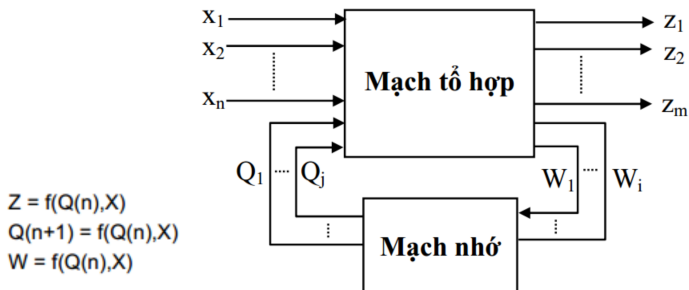 x₁
z₁
x₂
z₂
Mạch tổ hợp
xₙ
zₘ
Q₁
Qⱼ
W₁
Wᵢ
Z = f(Q(n),X)
Q(n+1) = f(Q(n),X)
W = f(Q(n),X)
Mạch nhớ